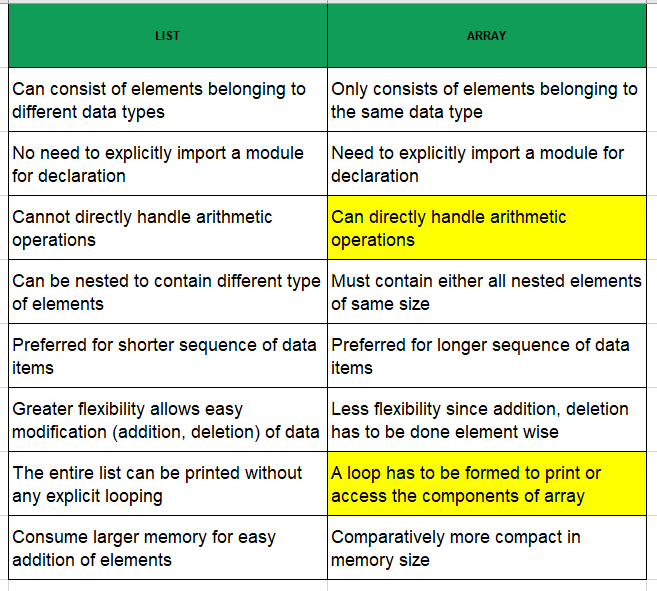 LIST
ARRAY
Can consist of elements belonging to
different data types
Only consists of elements belonging to
the same data type
No need to explicitly import a module
for declaration
Need to explicitly import a module for
declaration
Cannot directly handle arithmetic
operations
Can directly handle arithmetic
operations
Can be nested to contain different type
of elements
Must contain either all nested elements
of same size
Preferred for shorter sequence of data
items
Preferred for longer sequence of data
items
Greater flexibility allows easy
modification (addition, deletion) of data
Less flexibility since addition, deletion
has to be done element wise
The entire list can be printed without
any explicit looping
A loop has to be formed to print or
access the components of array
Consume larger memory for easy
addition of elements
Comparatively more compact in
memory size